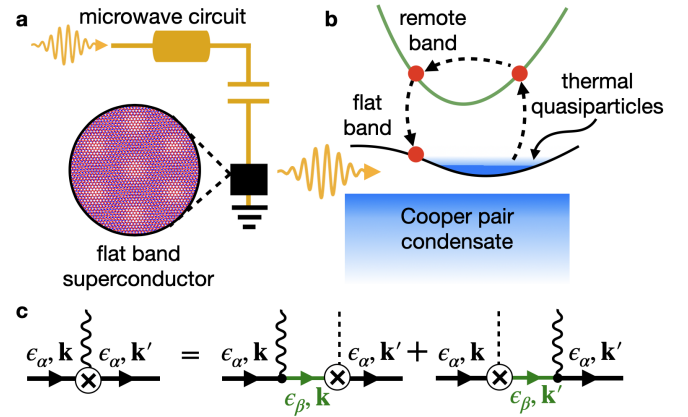 a
microwave circuit
flat band
superconductor
b
remote
band
flat
band
thermal
quasiparticles
Cooper pair
condensate
c
ϵα, k ϵα, k′ = ϵα, k ϵβ, k ϵα, k′ + ϵα, k ϵβ, k′ ϵα, k′